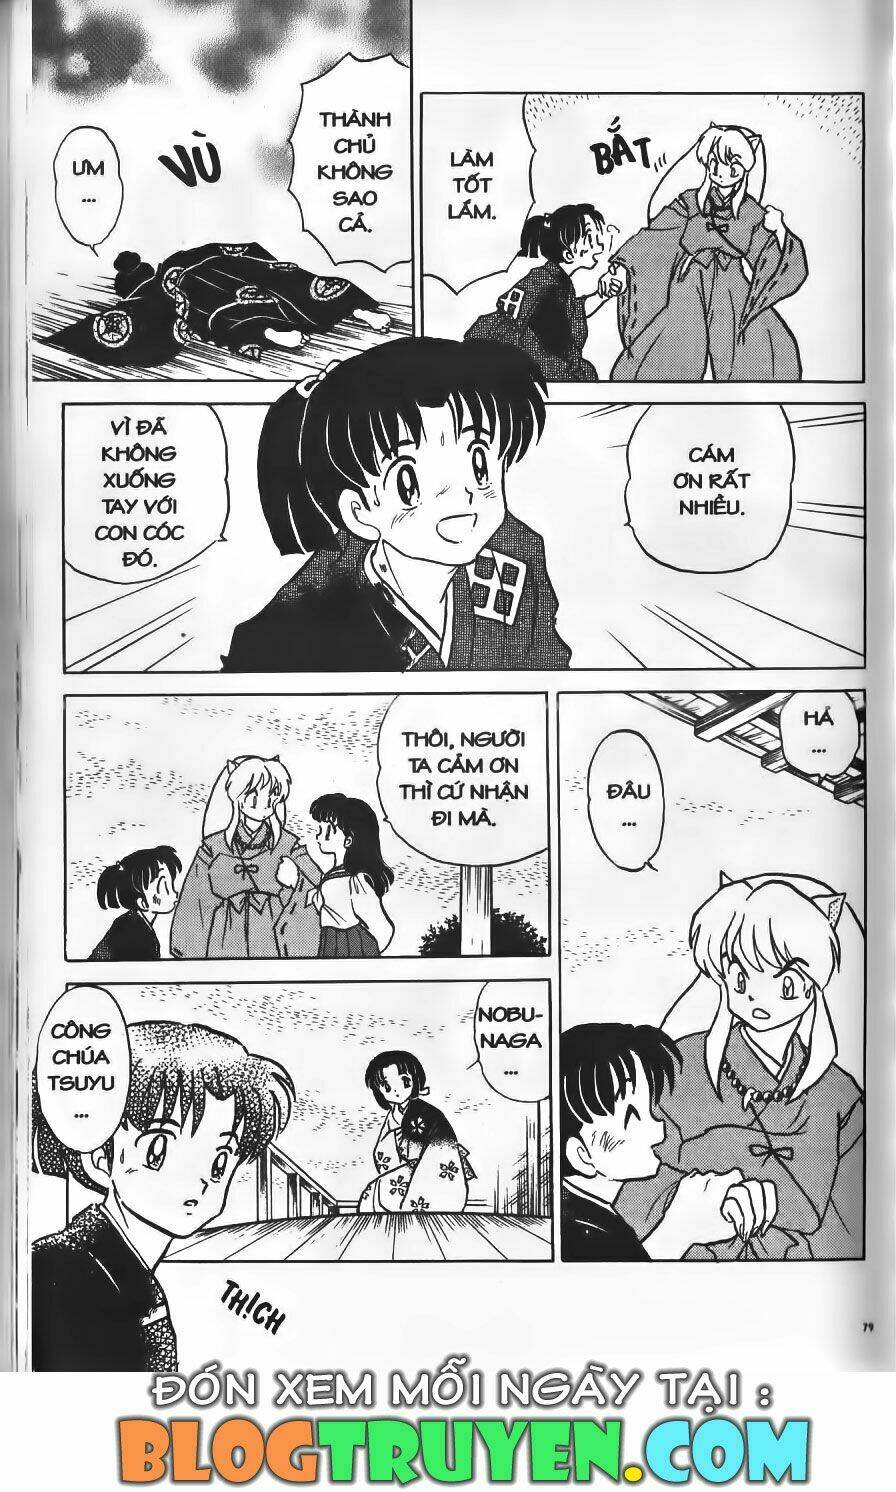 LÀM
TỐT
LẮM.
BẮT
THÀNH
CHỦ
KHÔNG
SAO
CẢ.
VÙ
ƯM
...
CÁM
ƠN RẤT
NHIỀU.
VÌ ĐÃ
KHÔNG
XUỐNG
TAY VỚI
CON CÓC
ĐÓ.
HẢ
...
ĐÂU
...
THÔI, NGƯỜI
TA CẢM ƠN
THÌ CỨ NHẬN
ĐI MÀ.
NOBU-
NAGA
...
CÔNG
CHÚA
TSUYU
...
THỊCH
79
ĐÓN XEM MỖI NGÀY TẠI :
BLOGTRUYEN.COM